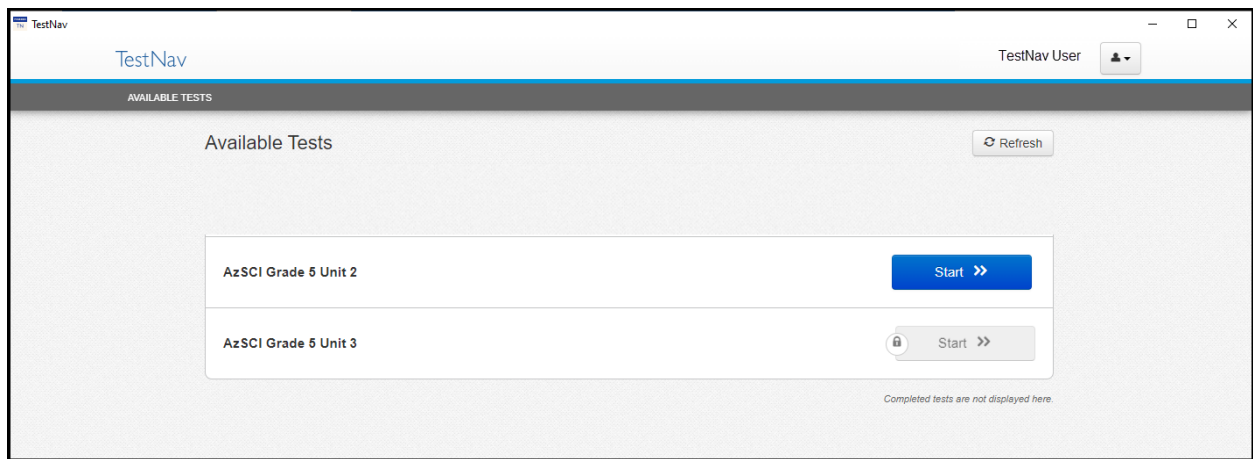 TestNav
TestNav
TestNav User
AVAILABLE TESTS
Available Tests
Refresh
AzSCI Grade 5 Unit 2
Start
AzSCI Grade 5 Unit 3
Start
Completed tests are not displayed here.